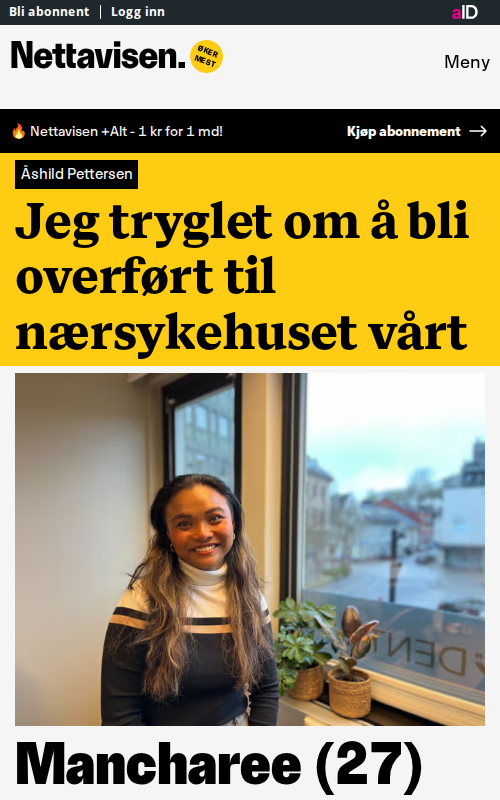 Bli abonnent | Logg inn
aID
Nettavisen.
ØKER
MEST
Meny
🔥 Nettavisen +Alt - 1 kr for 1 md!
Kjøp abonnement →
Åshild Pettersen
Jeg tryglet om å bli
overført til
nærsykehuset vårt
DENT
Mancharee (27)